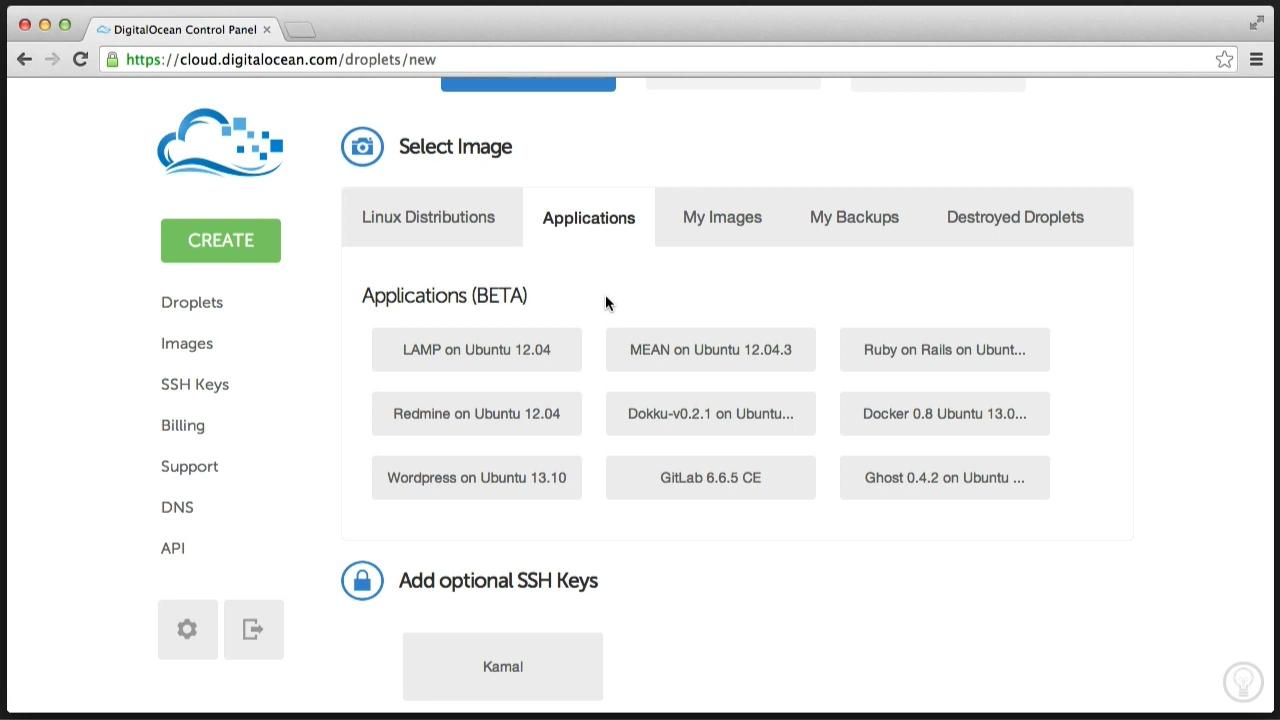 DigitalOcean Control Panel
https://cloud.digitalocean.com/droplets/new
Select Image
CREATE
Linux Distributions
Applications
My Images
My Backups
Destroyed Droplets
Applications (BETA)
Droplets
Images
SSH Keys
Billing
Support
DNS
API
LAMP on Ubuntu 12.04
MEAN on Ubuntu 12.04.3
Ruby on Rails on Ubunt...
Redmine on Ubuntu 12.04
Dokku-v0.2.1 on Ubuntu...
Docker 0.8 Ubuntu 13.0...
Wordpress on Ubuntu 13.10
GitLab 6.6.5 CE
Ghost 0.4.2 on Ubuntu ...
Add optional SSH Keys
Kamal